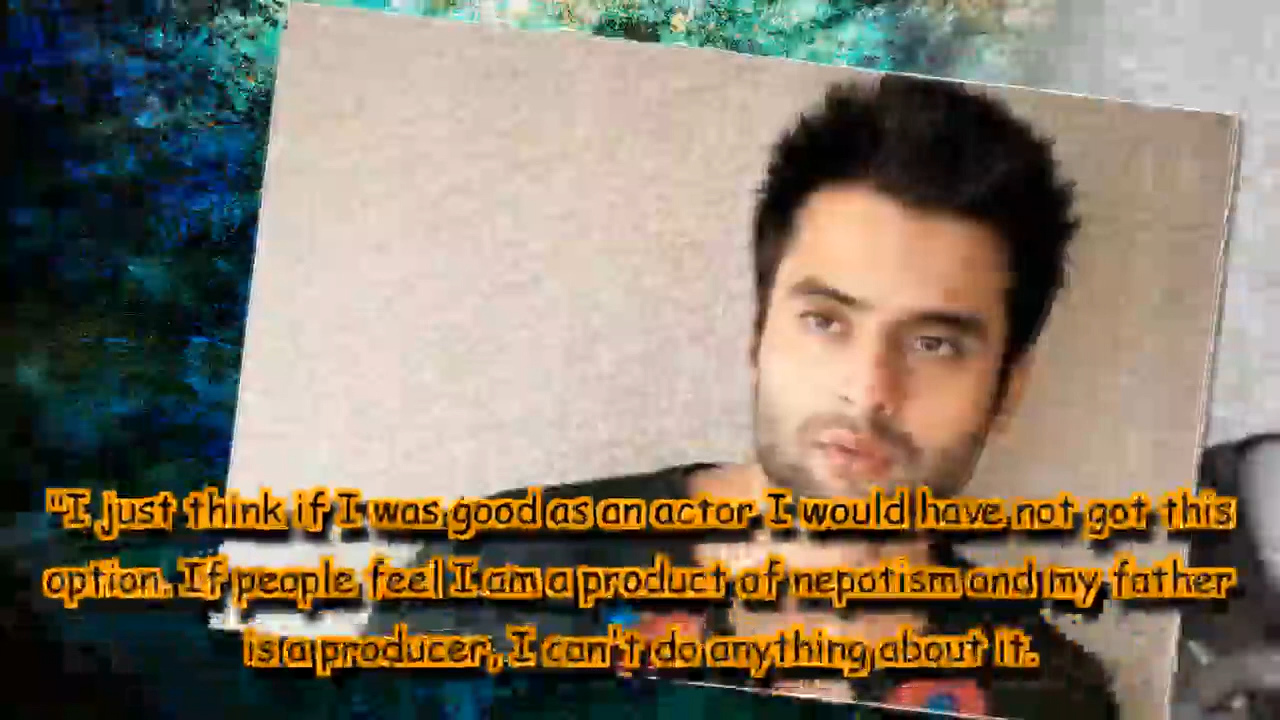 "I just think if I was good as an actor I would have not got this
option. If people feel I am a product of nepotism and my father
is a producer, I can't do anything about it.